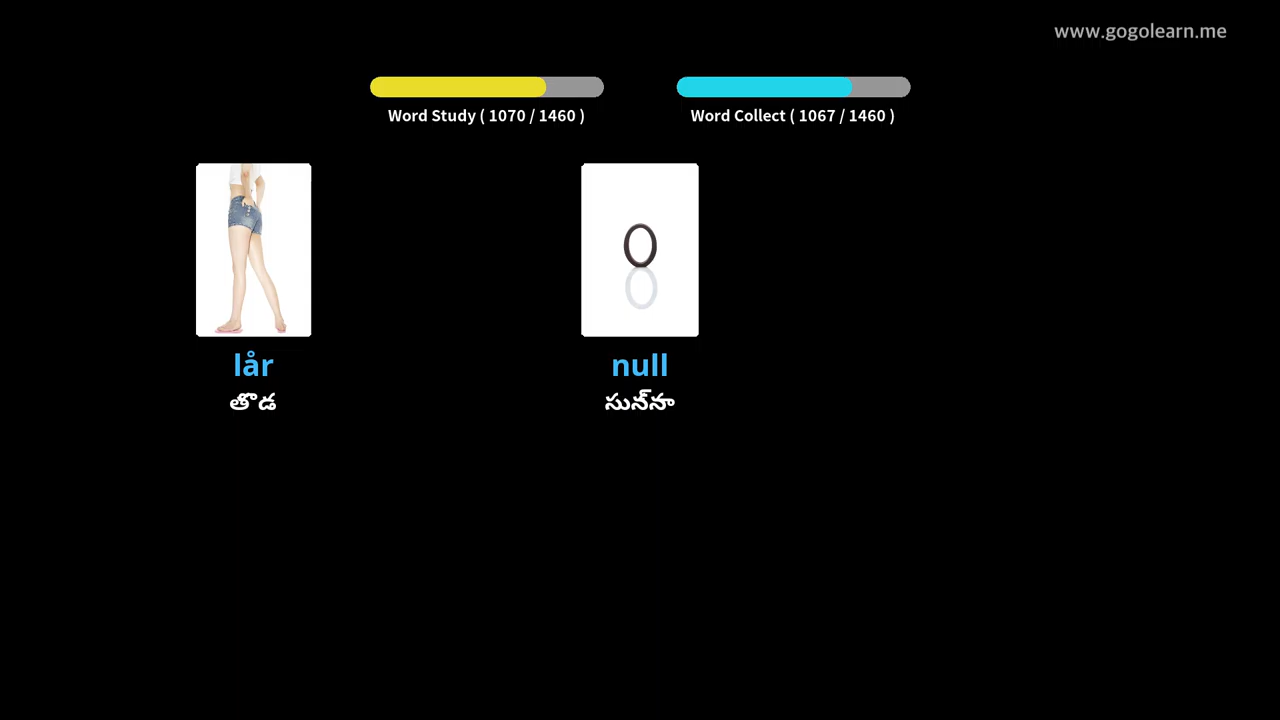 www.gogolearn.me
Word Study ( 1070 / 1460 )
Word Collect ( 1067 / 1460 )
lår
తొడ
null
సున్‌నా